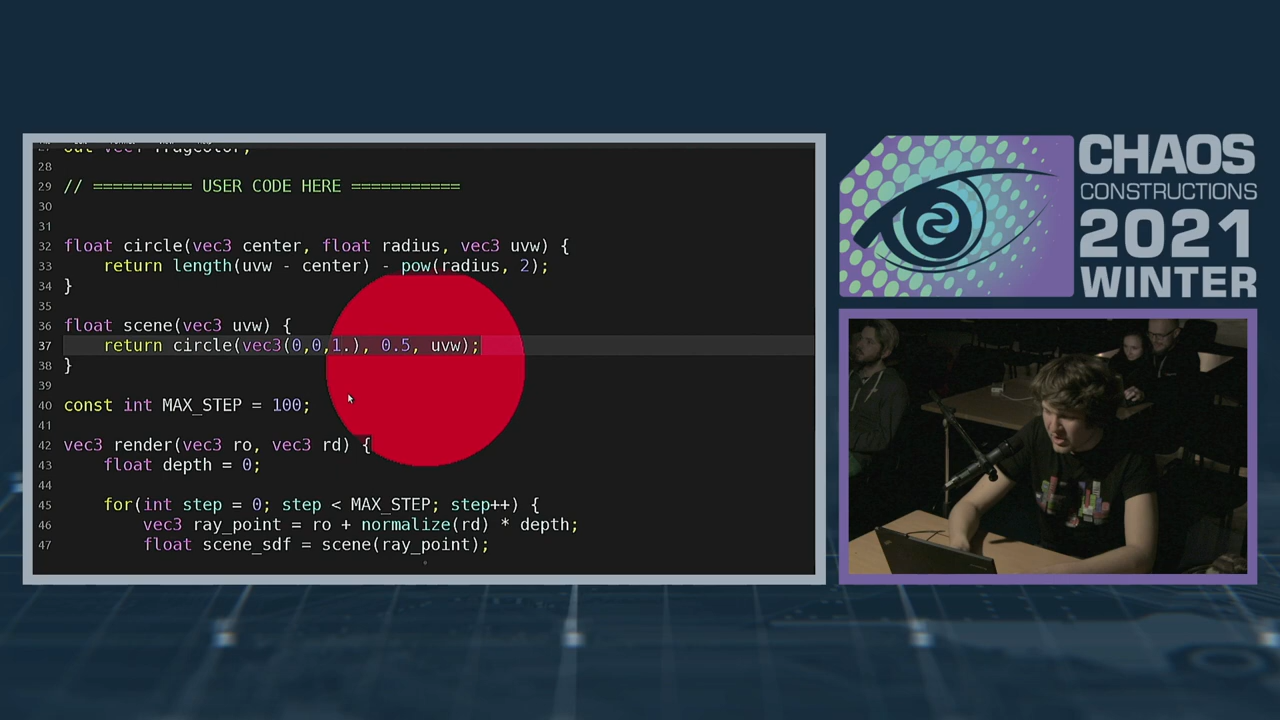 out vec4 fragColor;
28
29 // ========== USER CODE HERE ===========
30
31
32 float circle(vec3 center, float radius, vec3 uvw) {
33 return length(uvw - center) - pow(radius, 2);
34 }
35
36 float scene(vec3 uvw) {
37 return circle(vec3(0,0,1.), 0.5, uvw);
38 }
39
40 const int MAX_STEP = 100;
41
42 vec3 render(vec3 ro, vec3 rd) {
43 float depth = 0;
44
45 for(int step = 0; step < MAX_STEP; step++) {
46 vec3 ray_point = ro + normalize(rd) * depth;
47 float scene_sdf = scene(ray_point);
CHAOS
CONSTRUCTIONS
2021
WINTER